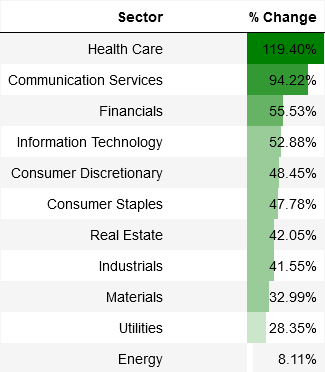 Sector % Change
Health Care 119.40%
Communication Services 94.22%
Financials 55.53%
Information Technology 52.88%
Consumer Discretionary 48.45%
Consumer Staples 47.78%
Real Estate 42.05%
Industrials 41.55%
Materials 32.99%
Utilities 28.35%
Energy 8.11%